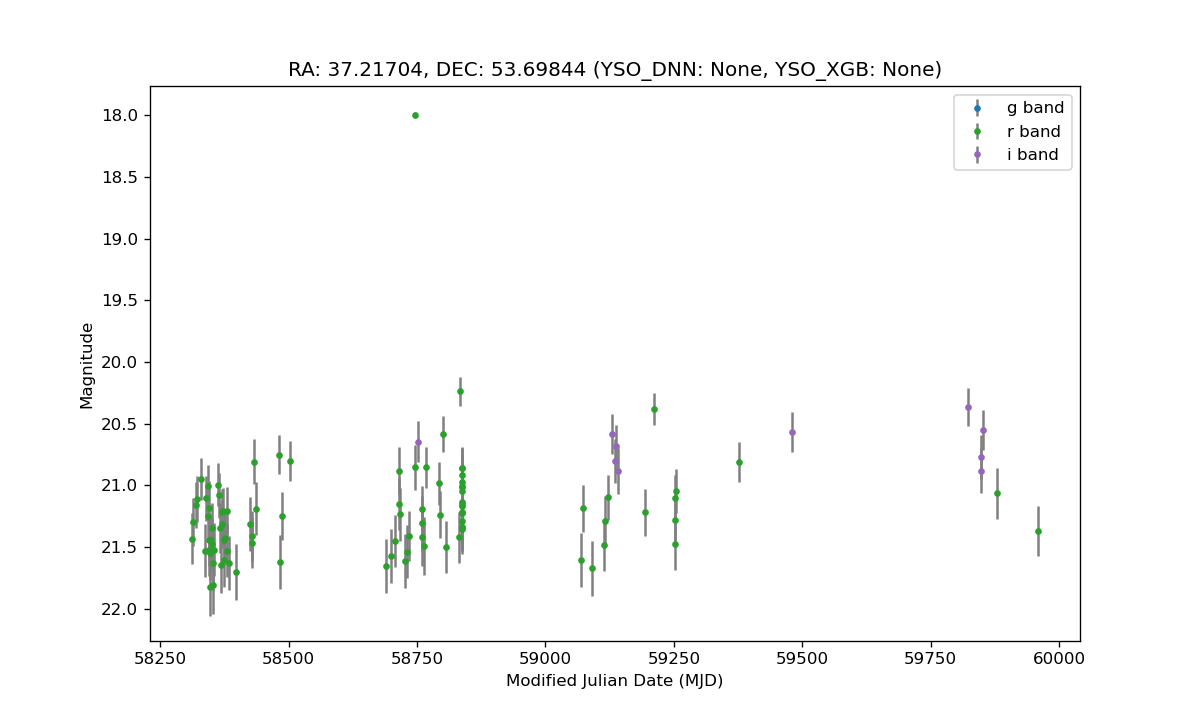 RA: 37.21704, DEC: 53.69844 (YSO_DNN: None, YSO_XGB: None)
g band
r band
i band
18.0
18.5
19.0
19.5
20.0
20.5
21.0
21.5
22.0
Magnitude
58250
58500
58750
59000
59250
59500
59750
60000
Modified Julian Date (MJD)